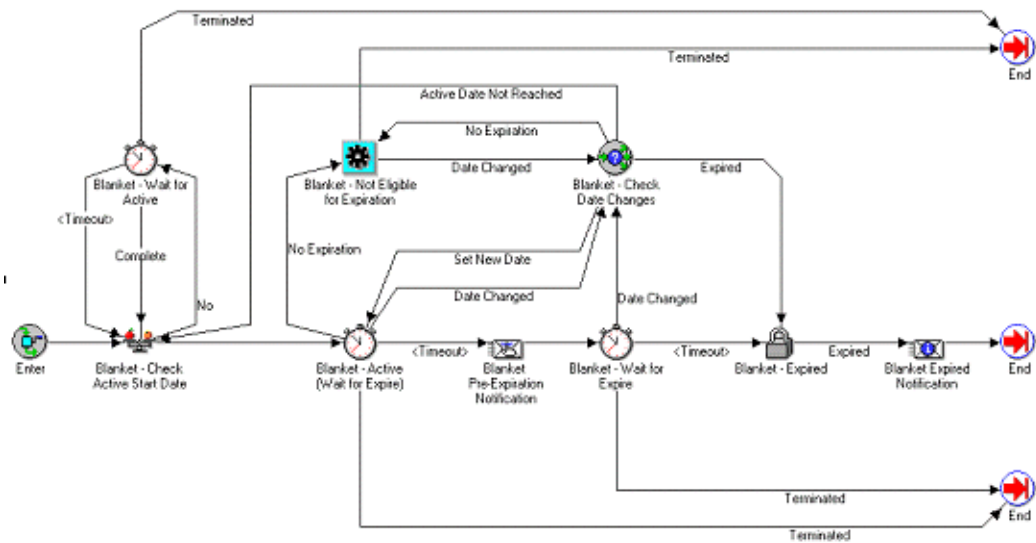 Terminated
End
Terminated
Active Date Not Reached
No Expiration
Blanket - Wait for
Active
Blanket - Not Eligible
for Expiration
Date Changed
Blanket - Check
Date Changes
Expired
<Timeout>
Complete
No
No Expiration
Set New Date
Date Changed
Date Changed
Enter
Blanket - Check
Active Start Date
Blanket - Active
(Wait for Expire)
<Timeout>
Blanket
Pre-Expiration
Notification
Blanket - Wait for
Expire
<Timeout>
Blanket - Expired
Expired
Blanket Expired
Notification
End
Terminated
End
Terminated